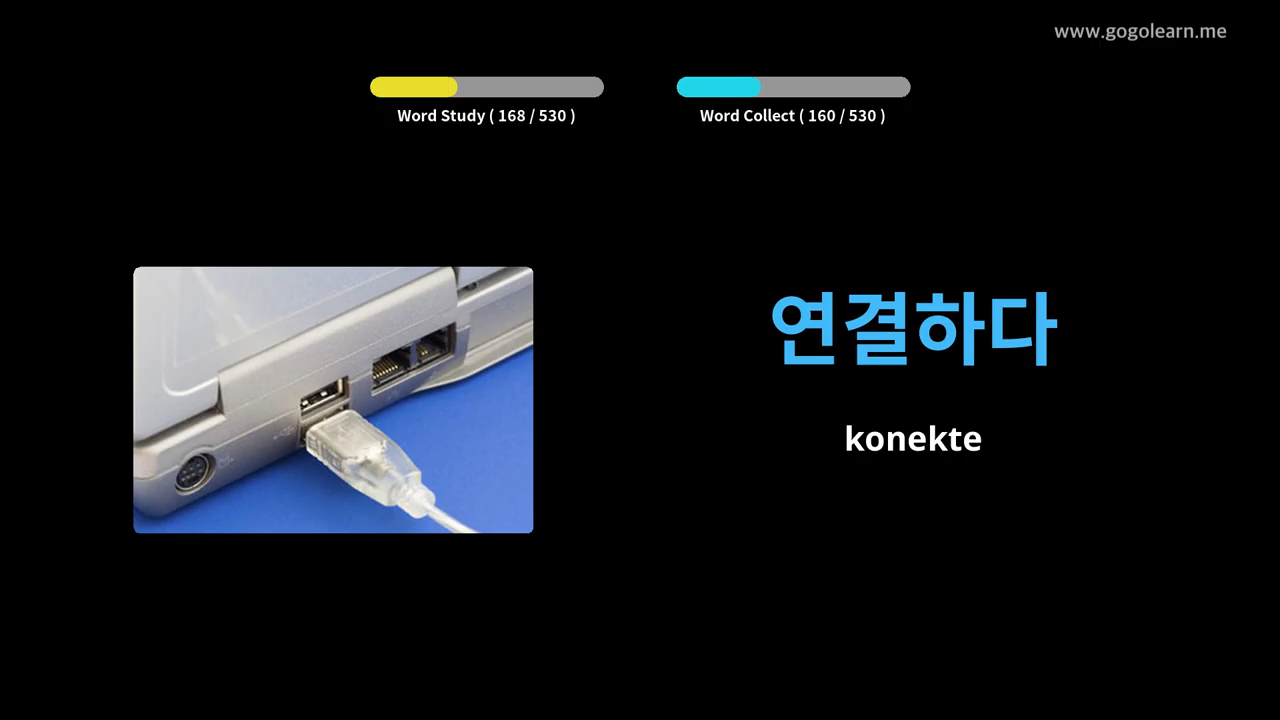 www.gogolearn.me
Word Study ( 168 / 530 )
Word Collect ( 160 / 530 )
연결하다
konekte